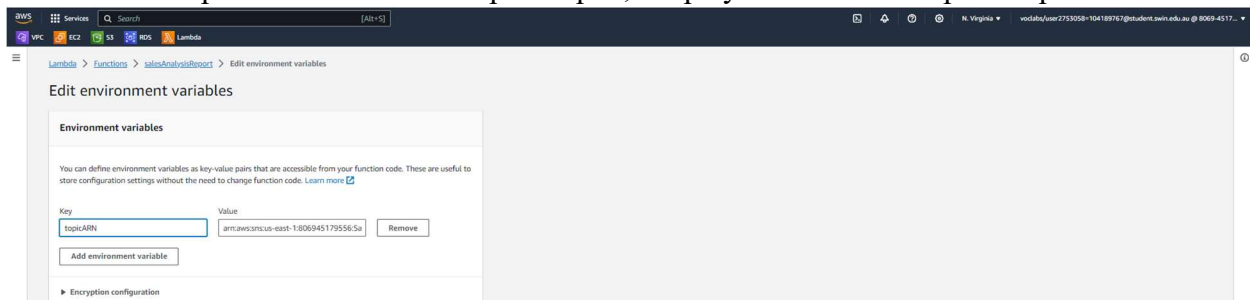 aws Services Search [Alt+S] N. Virginia ▼ voclabs/user2753058=104189767@student.swin.edu.au @ 8069-4517... ▼
VPC EC2 S3 RDS Lambda
Lambda > Functions > salesAnalysisReport > Edit environment variables
Edit environment variables
Environment variables
You can define environment variables as key-value pairs that are accessible from your function code. These are useful to
store configuration settings without the need to change function code. Learn more
Key Value
topicARN arn:aws:sns:us-east-1:806945179556:Sa Remove
Add environment variable
▶ Encryption configuration